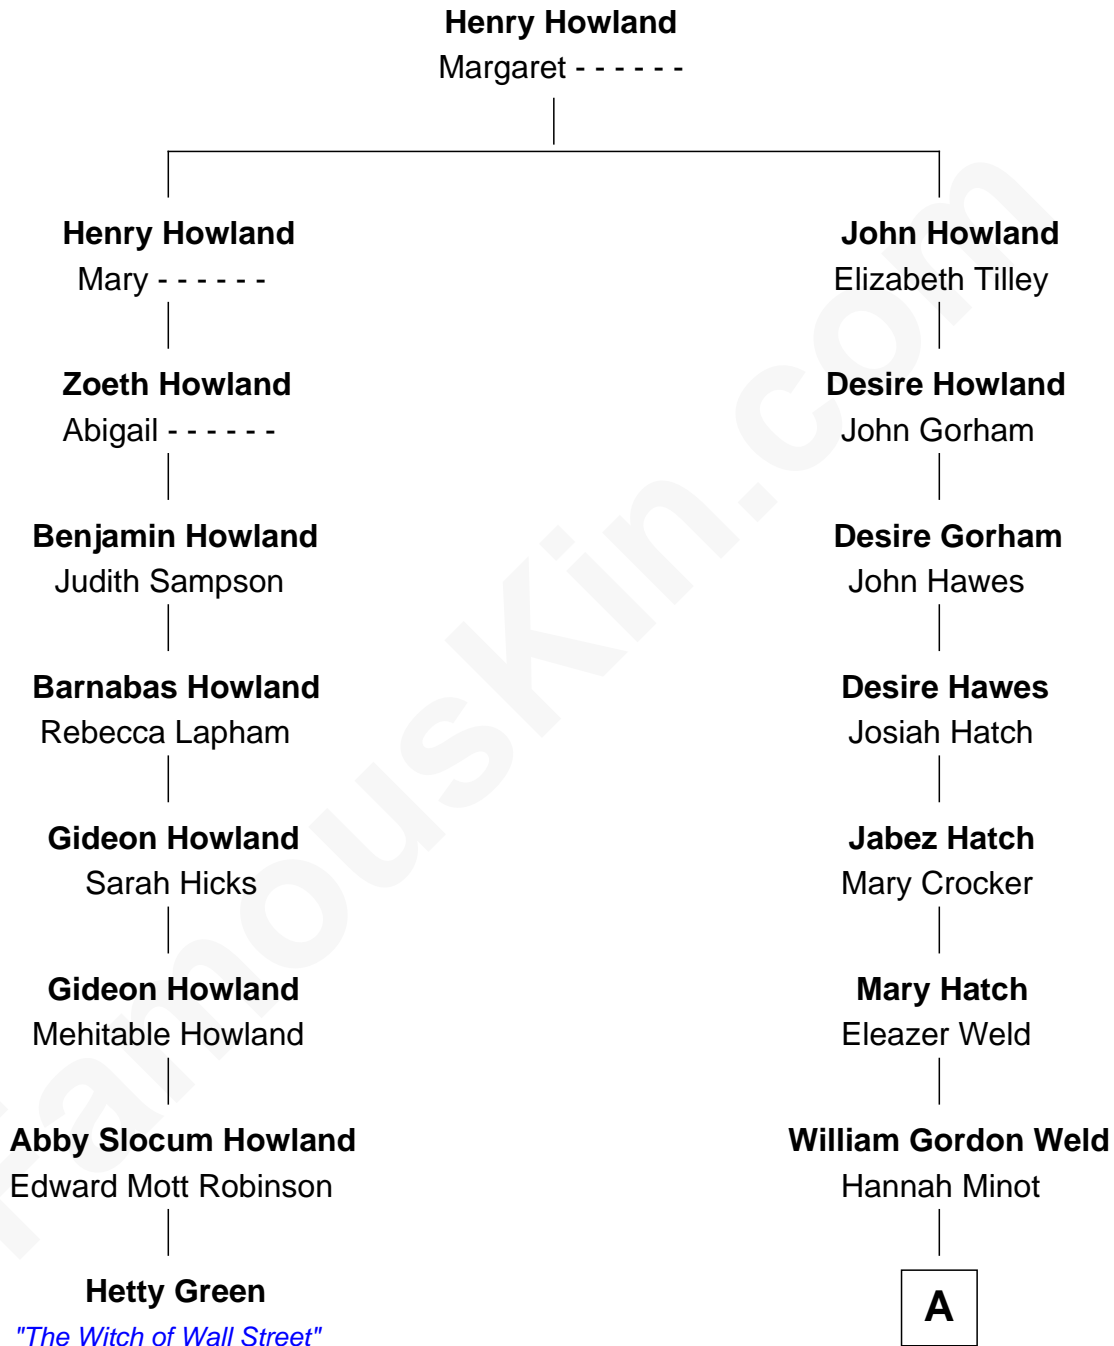 Henry Howland
Margaret - - - - - -
Henry Howland
Mary - - - - - -
John Howland
Elizabeth Tilley
Zoeth Howland
Abigail - - - - - -
Desire Howland
John Gorham
Benjamin Howland
Judith Sampson
Desire Gorham
John Hawes
Barnabas Howland
Rebecca Lapham
Desire Hawes
Josiah Hatch
Gideon Howland
Sarah Hicks
Jabez Hatch
Mary Crocker
Gideon Howland
Mehitable Howland
Mary Hatch
Eleazer Weld
Abby Slocum Howland
Edward Mott Robinson
William Gordon Weld
Hannah Minot
Hetty Green
"The Witch of Wall Street"
A
FamousKin.com